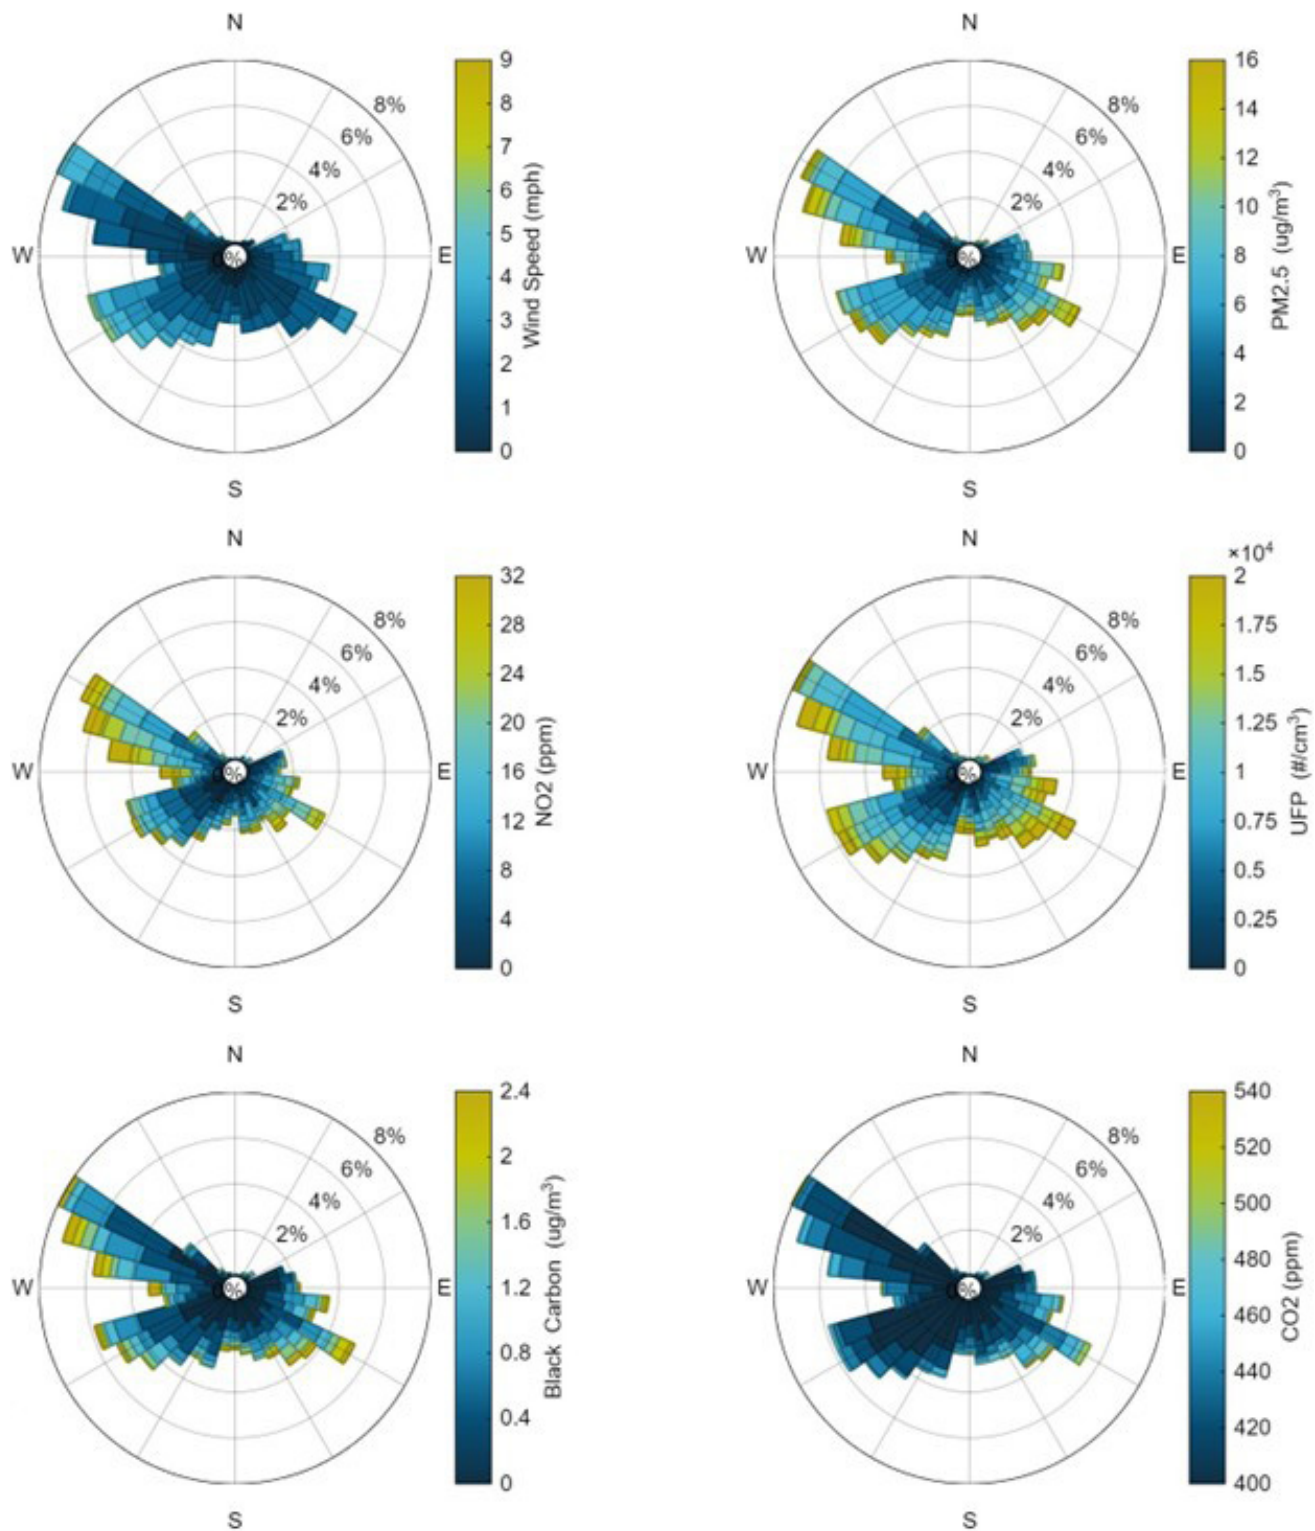 N
8%
6%
4%
2%
W
%
E
S
9
8
7
6
5
4
3
2
1
0
Wind Speed (mph)
N
8%
6%
4%
2%
W
%
E
S
16
14
12
10
8
6
4
2
0
PM2.5 (ug/m³)
N
8%
6%
4%
2%
W
%
E
S
32
28
24
20
16
12
8
4
0
NO2 (ppm)
N
8%
6%
4%
2%
W
%
E
S
×10⁴
2
1.75
1.5
1.25
1
0.75
0.5
0.25
0
UFP (#/cm³)
N
8%
6%
4%
2%
W
%
E
S
2.4
2
1.6
1.2
0.8
0.4
0
Black Carbon (ug/m³)
N
8%
6%
4%
2%
W
%
E
S
540
520
500
480
460
440
420
400
CO2 (ppm)